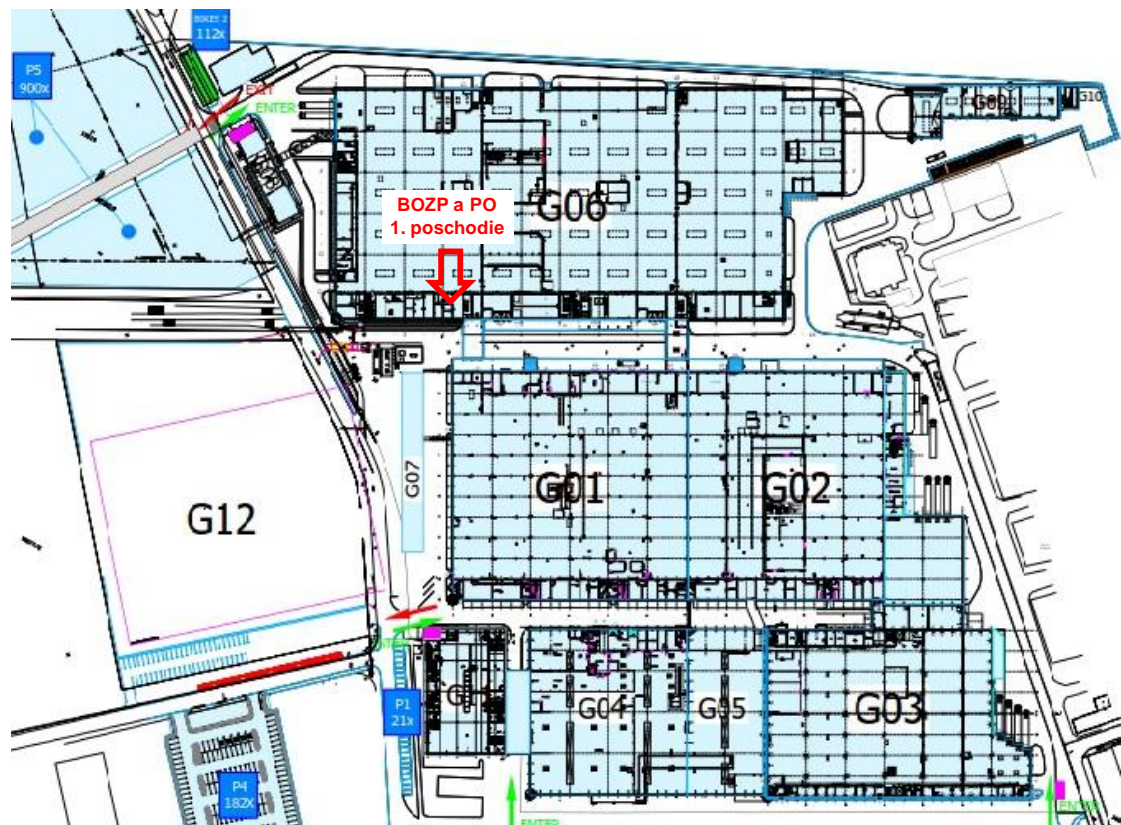 BIKES 2
112x
P5
900x
EXIT
ENTER
G09
G10
BOZP a PO
1. poschodie
G06
G07
G01
G02
G12
ENTER
P1
21x
G04
G05
G03
P4
182x
ENTER
ENTER